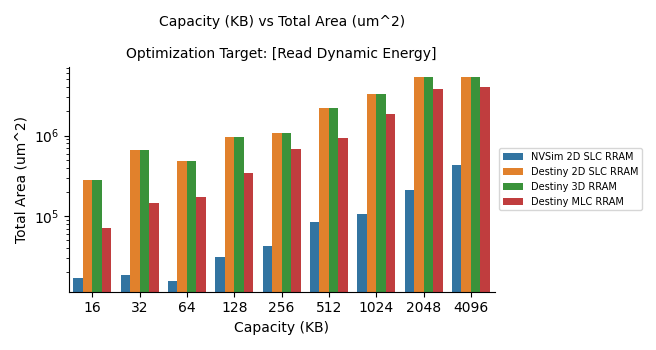 Capacity (KB) vs Total Area (um^2)
Optimization Target: [Read Dynamic Energy]
Total Area (um^2)
10^6
10^5
16 32 64 128 256 512 1024 2048 4096
Capacity (KB)
NVSim 2D SLC RRAM
Destiny 2D SLC RRAM
Destiny 3D RRAM
Destiny MLC RRAM